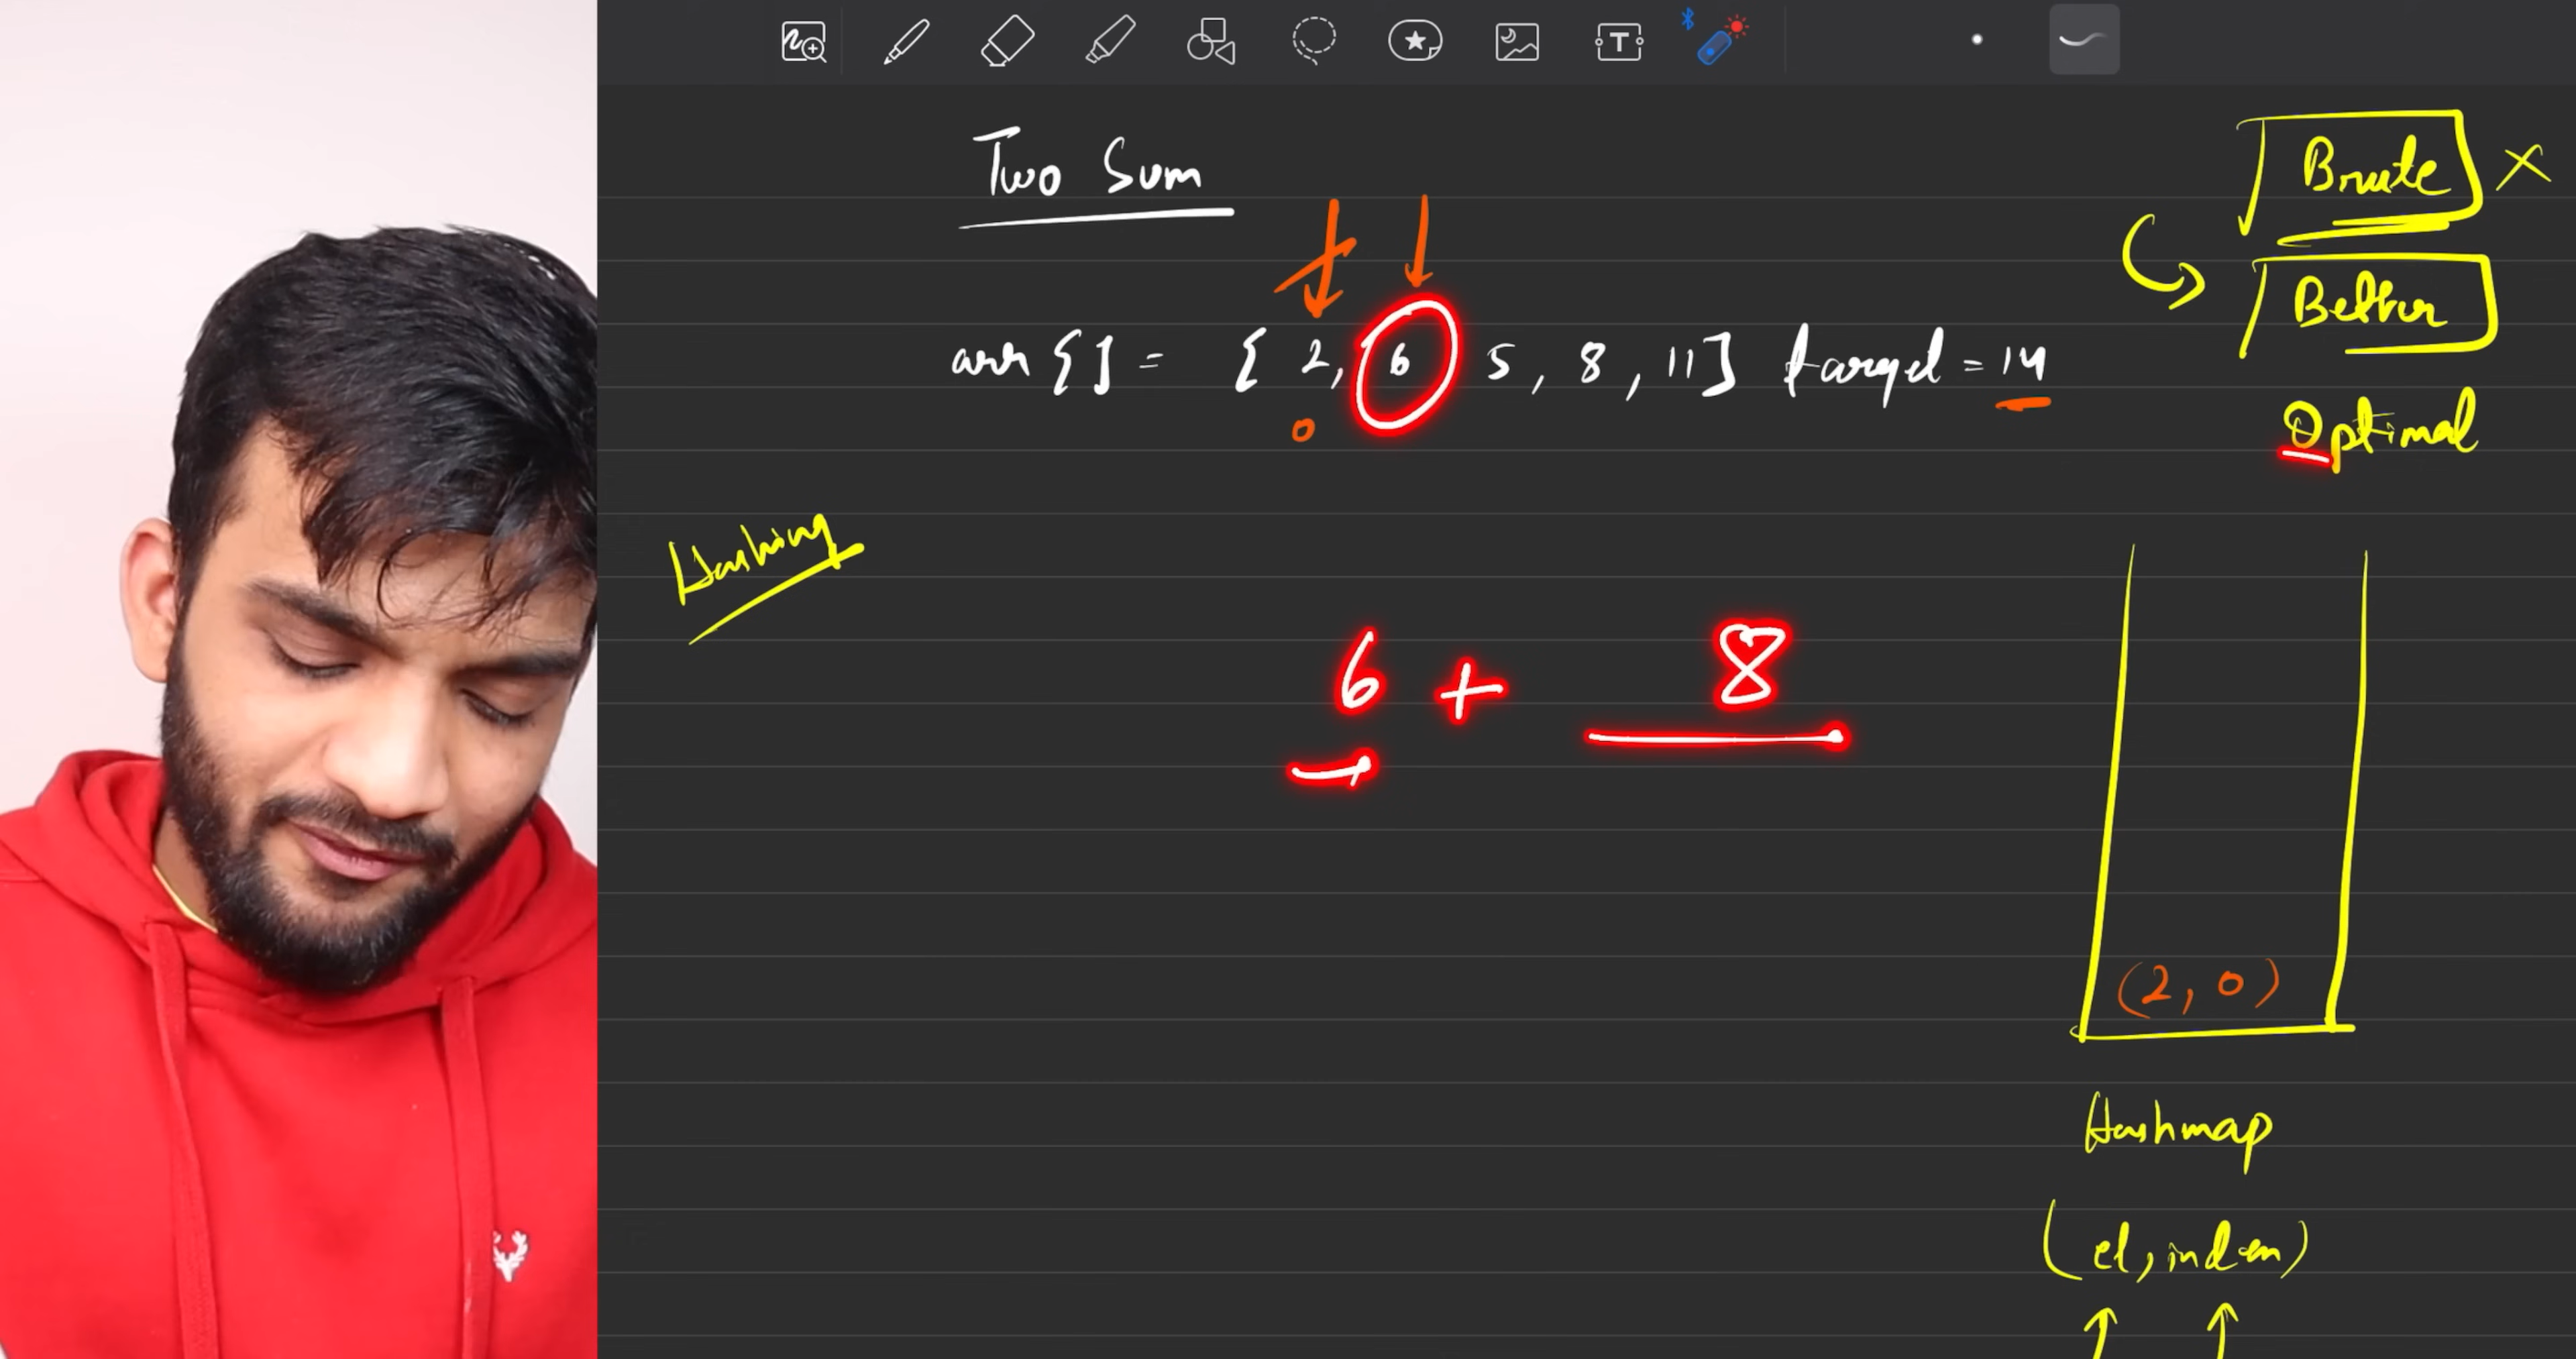 Two Sum
Brute X
Better
arr [] = { 2, 6 5, 8, 11} target = 14
0
Optimal
Hashing
6 + 8
(2, 0)
Hashmap
(el, index)